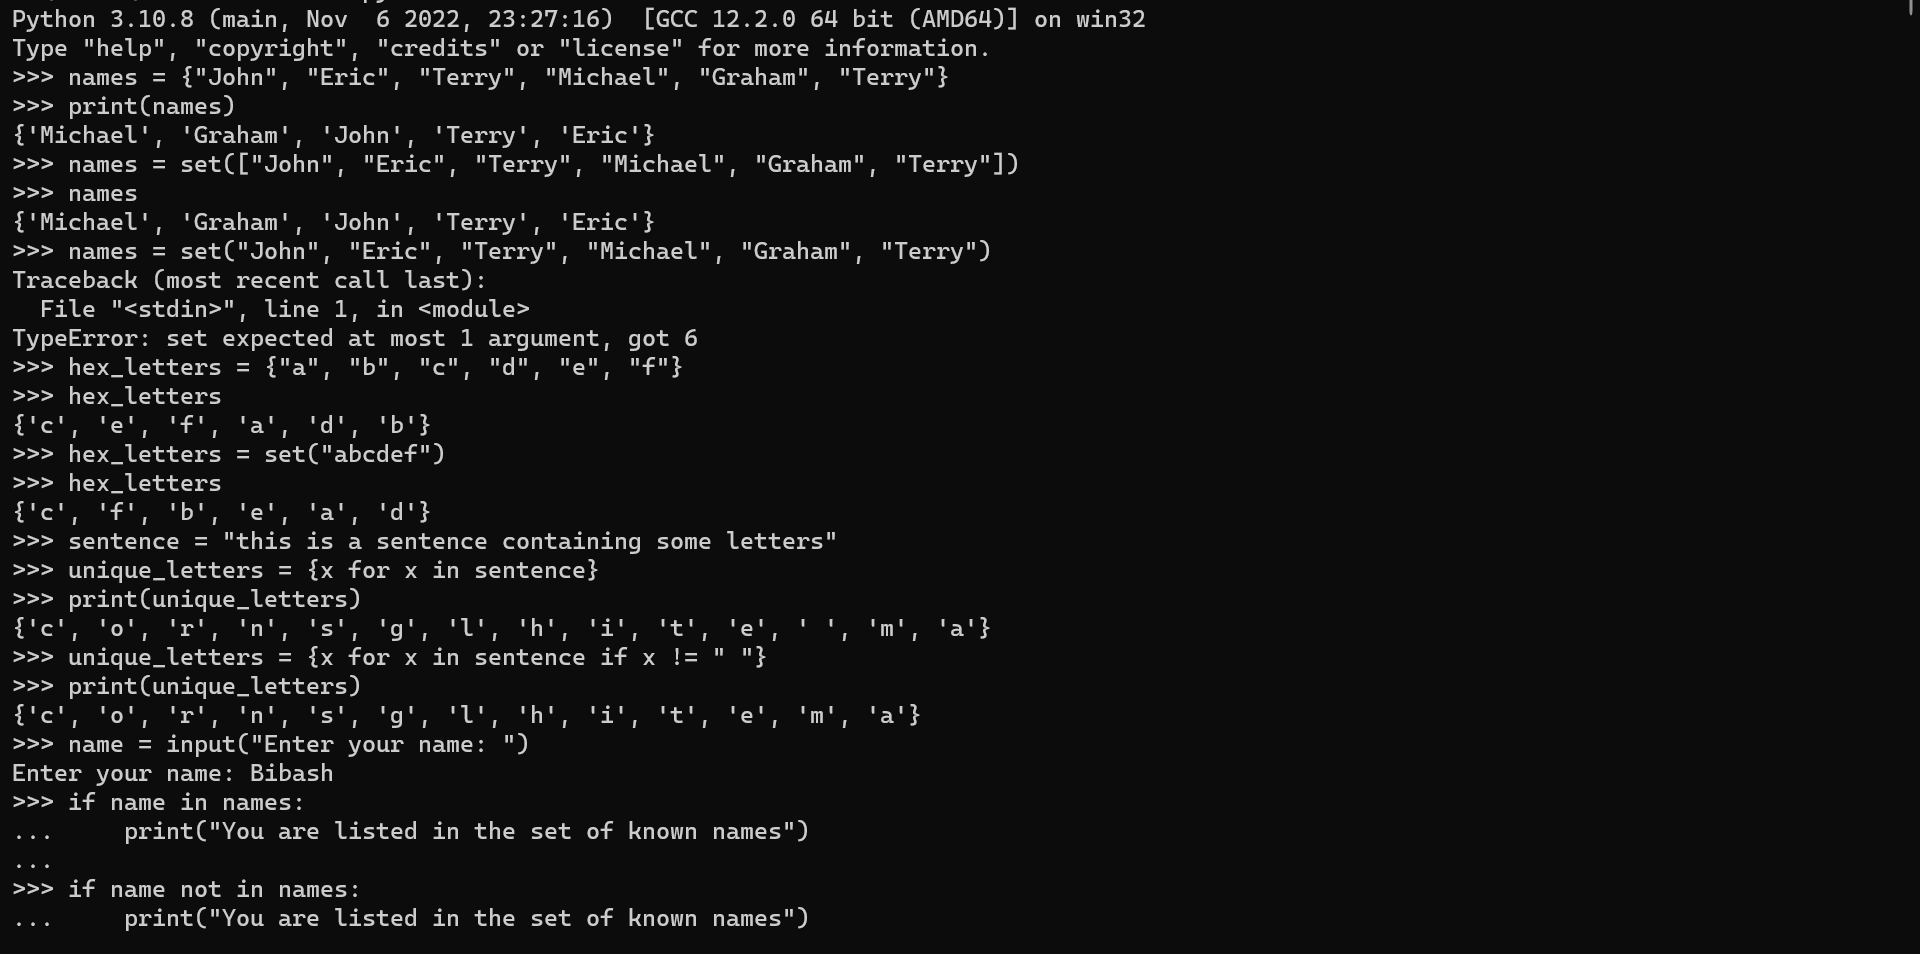 Python 3.10.8 (main, Nov  6 2022, 23:27:16)  [GCC 12.2.0 64 bit (AMD64)] on win32
Type "help", "copyright", "credits" or "license" for more information.
>>> names = {"John", "Eric", "Terry", "Michael", "Graham", "Terry"}
>>> print(names)
{'Michael', 'Graham', 'John', 'Terry', 'Eric'}
>>> names = set(["John", "Eric", "Terry", "Michael", "Graham", "Terry"])
>>> names
{'Michael', 'Graham', 'John', 'Terry', 'Eric'}
>>> names = set("John", "Eric", "Terry", "Michael", "Graham", "Terry")
Traceback (most recent call last):
  File "<stdin>", line 1, in <module>
TypeError: set expected at most 1 argument, got 6
>>> hex_letters = {"a", "b", "c", "d", "e", "f"}
>>> hex_letters
{'c', 'e', 'f', 'a', 'd', 'b'}
>>> hex_letters = set("abcdef")
>>> hex_letters
{'c', 'f', 'b', 'e', 'a', 'd'}
>>> sentence = "this is a sentence containing some letters"
>>> unique_letters = {x for x in sentence}
>>> print(unique_letters)
{'c', 'o', 'r', 'n', 's', 'g', 'l', 'h', 'i', 't', 'e', ' ', 'm', 'a'}
>>> unique_letters = {x for x in sentence if x != " "}
>>> print(unique_letters)
{'c', 'o', 'r', 'n', 's', 'g', 'l', 'h', 'i', 't', 'e', 'm', 'a'}
>>> name = input("Enter your name: ")
Enter your name: Bibash
>>> if name in names:
...     print("You are listed in the set of known names")
...
>>> if name not in names:
...     print("You are listed in the set of known names")